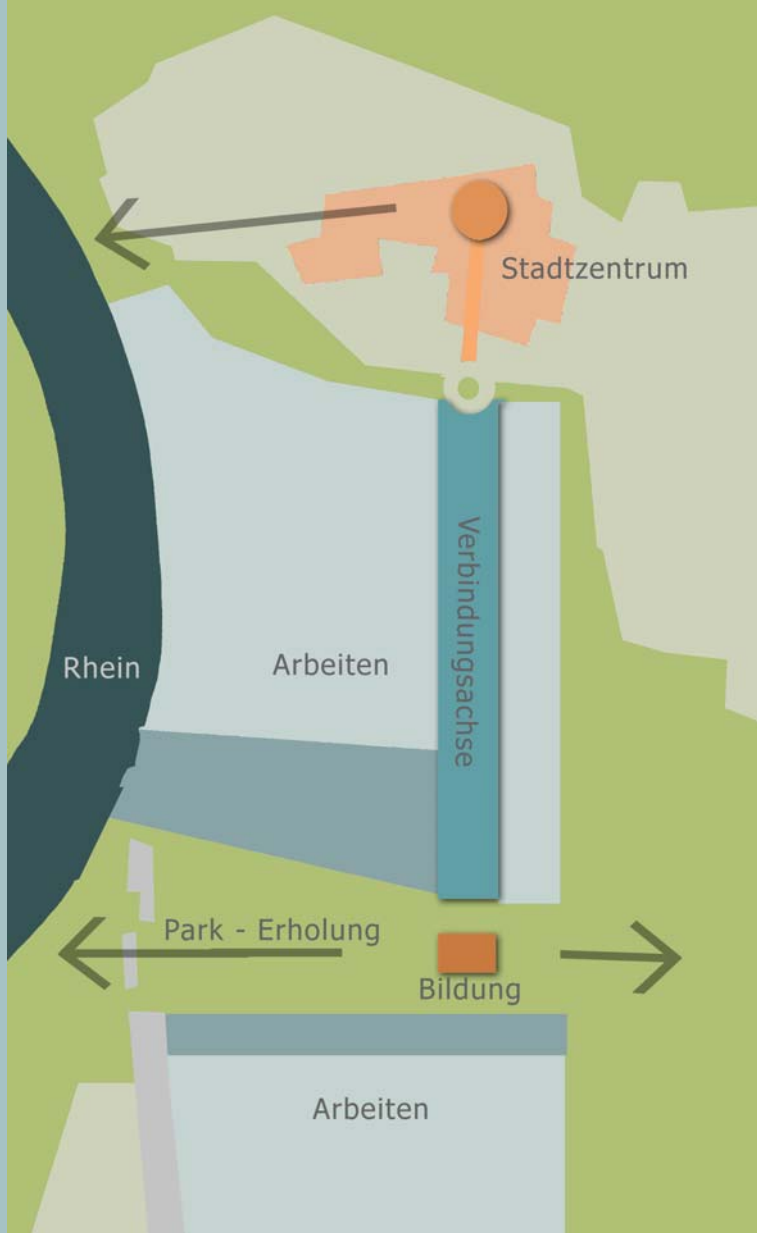 Stadtzentrum
Verbindungsachse
Rhein
Arbeiten
Park - Erholung
Bildung
Arbeiten